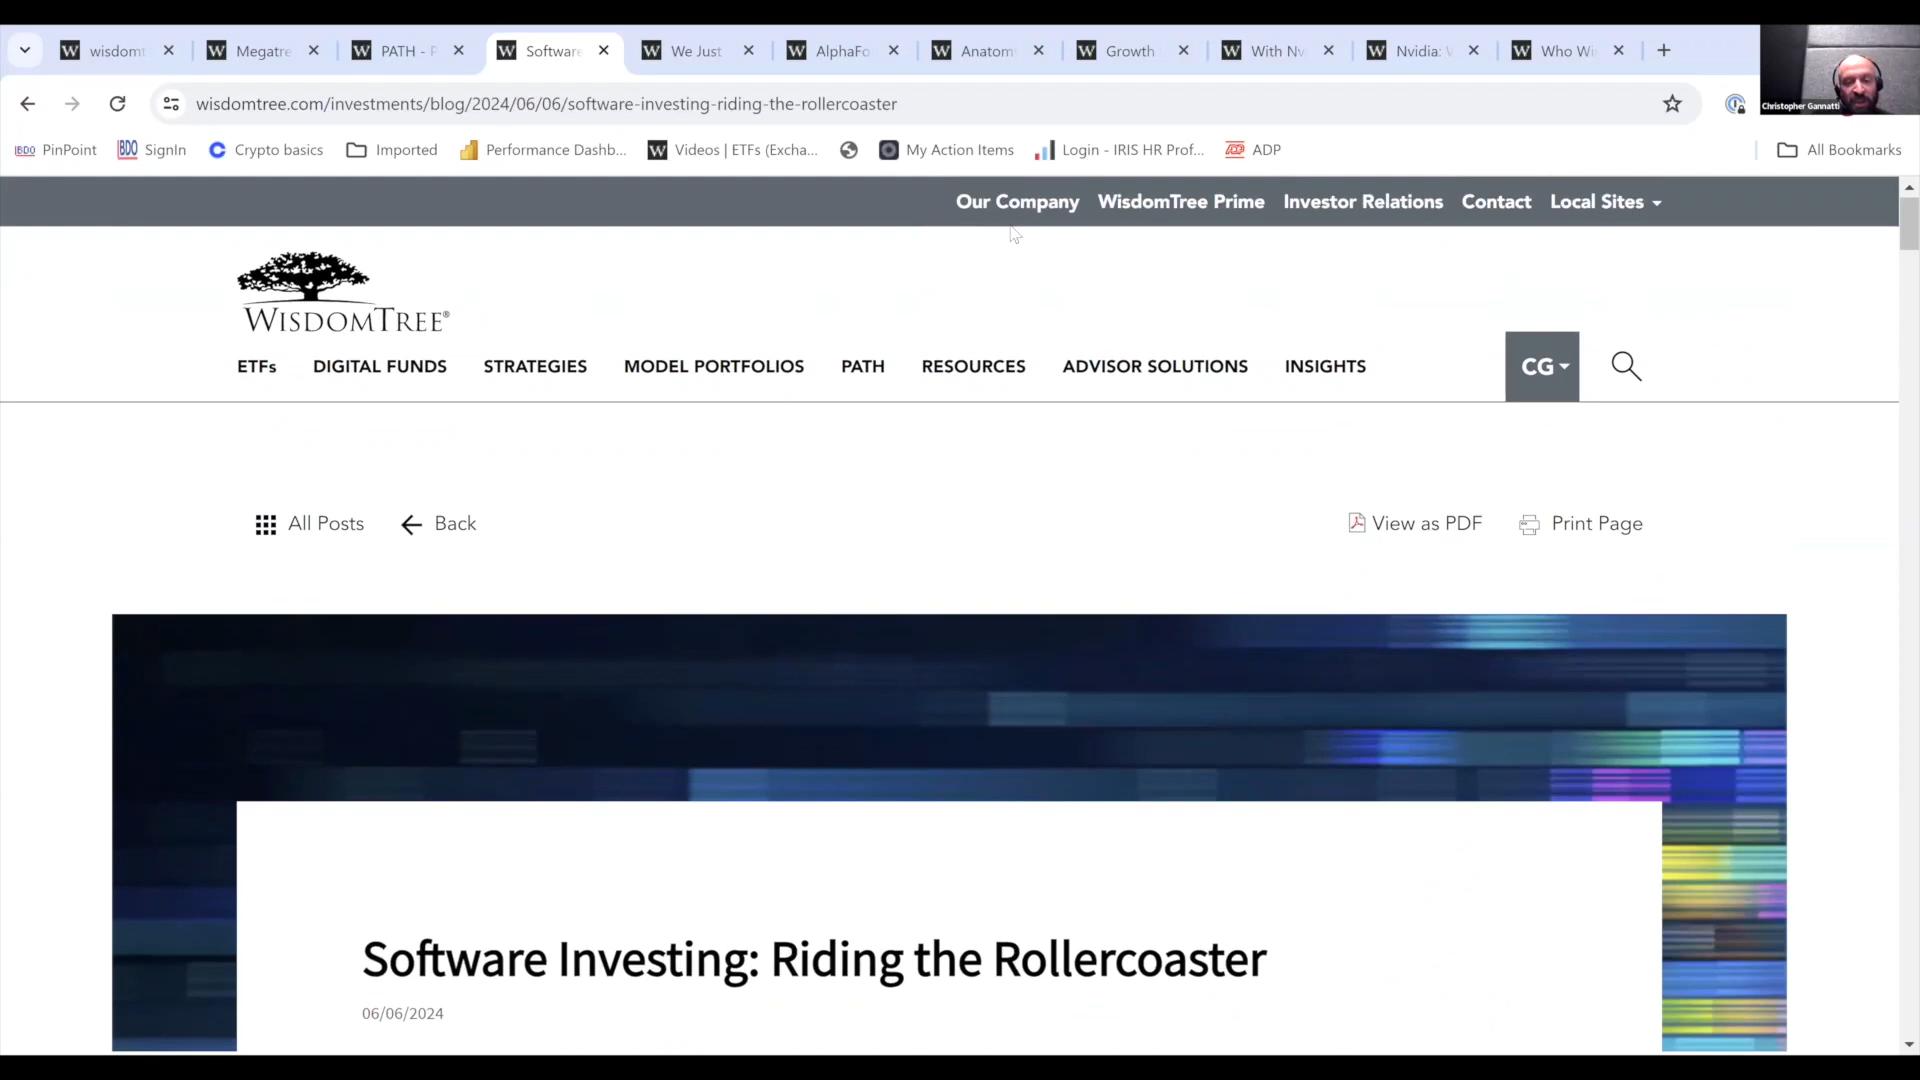 wisdomt
Megatre
PATH - P
Software
We Just
AlphaFo
Anatom
Growth
With Nv
Nvidia: V
Who Wi
wisdomtree.com/investments/blog/2024/06/06/software-investing-riding-the-rollercoaster
Christopher Gannatti
BDO PinPoint
BDO SignIn
Crypto basics
Imported
Performance Dashb...
Videos | ETFs (Excha...
My Action Items
Login - IRIS HR Prof...
ADP
All Bookmarks
Our Company WisdomTree Prime Investor Relations Contact Local Sites
WISDOMTREE®
ETFs DIGITAL FUNDS STRATEGIES MODEL PORTFOLIOS PATH RESOURCES ADVISOR SOLUTIONS INSIGHTS CG
All Posts Back View as PDF Print Page
Software Investing: Riding the Rollercoaster
06/06/2024